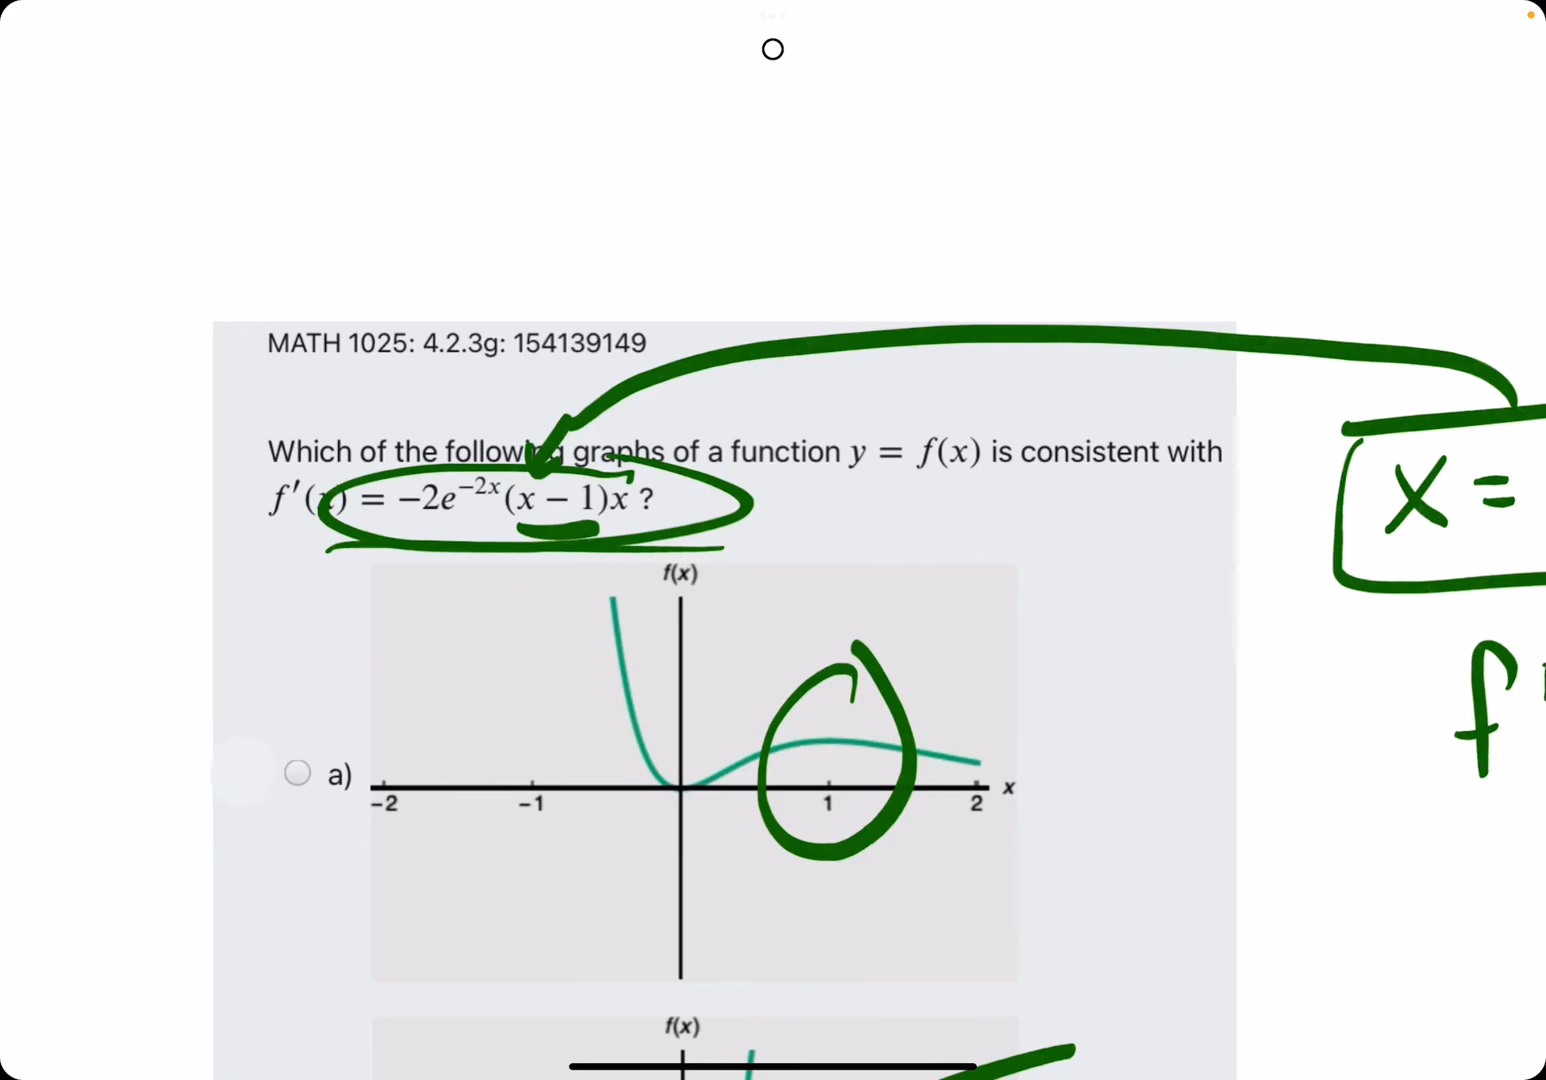 MATH 1025: 4.2.3g: 154139149
Which of the following graphs of a function y = f(x) is consistent with
f′(x) = −2e^{−2x}(x − 1)x ?
x =
f'
f(x)
a)
−2 −1 1 2 x
f(x)